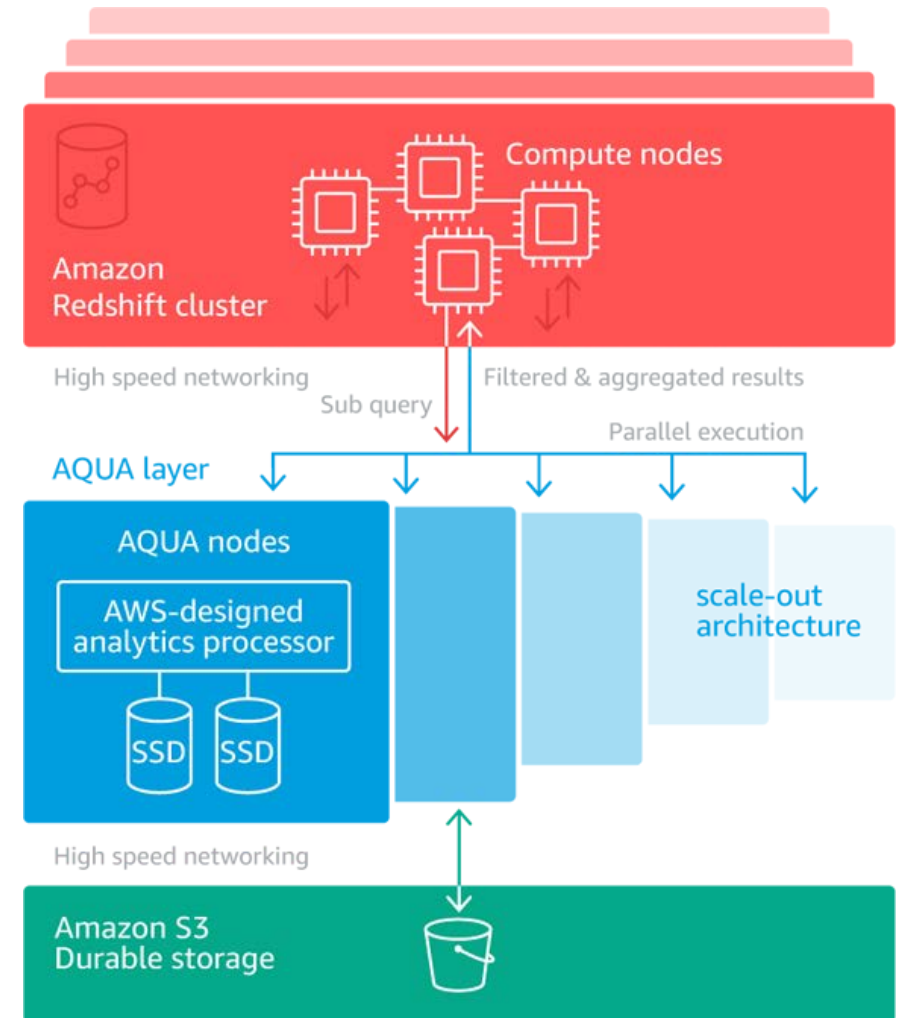 Compute nodes
Amazon
Redshift cluster
High speed networking
Filtered & aggregated results
Sub query
Parallel execution
AQUA layer
AQUA nodes
AWS-designed
analytics processor
SSD
SSD
scale-out
architecture
High speed networking
Amazon S3
Durable storage